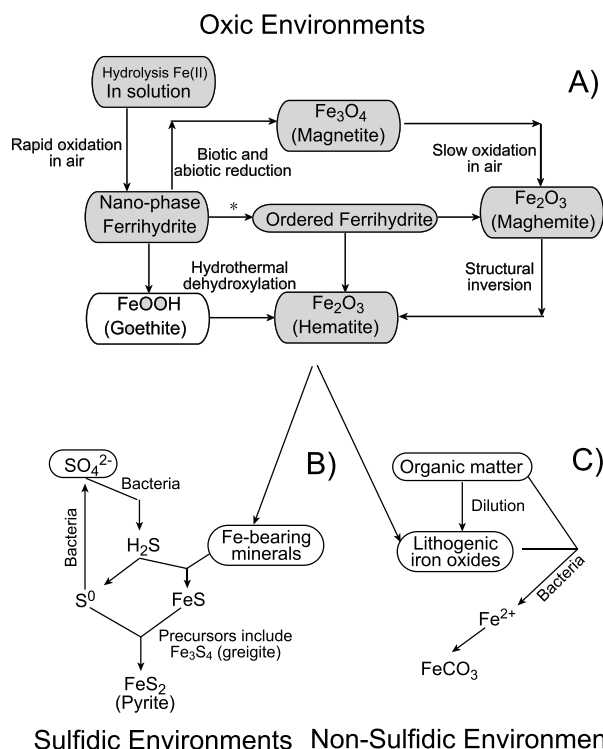 Oxic Environments
A)
Hydrolysis Fe(II)
In solution
Rapid oxidation
in air
Biotic and
abiotic reduction
Fe₃O₄
(Magnetite)
Slow oxidation
in air
Nano-phase
Ferrihydrite
*
Ordered Ferrihydrite
Fe₂O₃
(Maghemite)
Hydrothermal
dehydroxylation
Structural
inversion
FeOOH
(Goethite)
Fe₂O₃
(Hematite)
B)
SO₄²⁻
Bacteria
Bacteria
H₂S
Fe-bearing
minerals
S⁰
FeS
Precursors include
Fe₃S₄ (greigite)
FeS₂
(Pyrite)
Sulfidic Environments
C)
Organic matter
Dilution
Lithogenic
iron oxides
Bacteria
Fe²⁺
FeCO₃
Non-Sulfidic Environmen